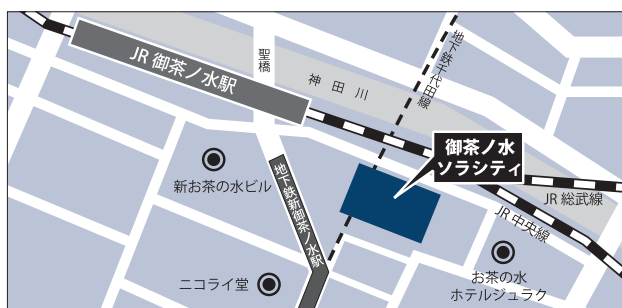 JR 御茶ノ水駅
聖橋
神田川
地下鉄千代田線
御茶ノ水
ソラシティ
新お茶の水ビル
地下鉄新御茶ノ水駅
JR 総武線
JR 中央線
ニコライ堂
お茶の水
ホテルジュラク